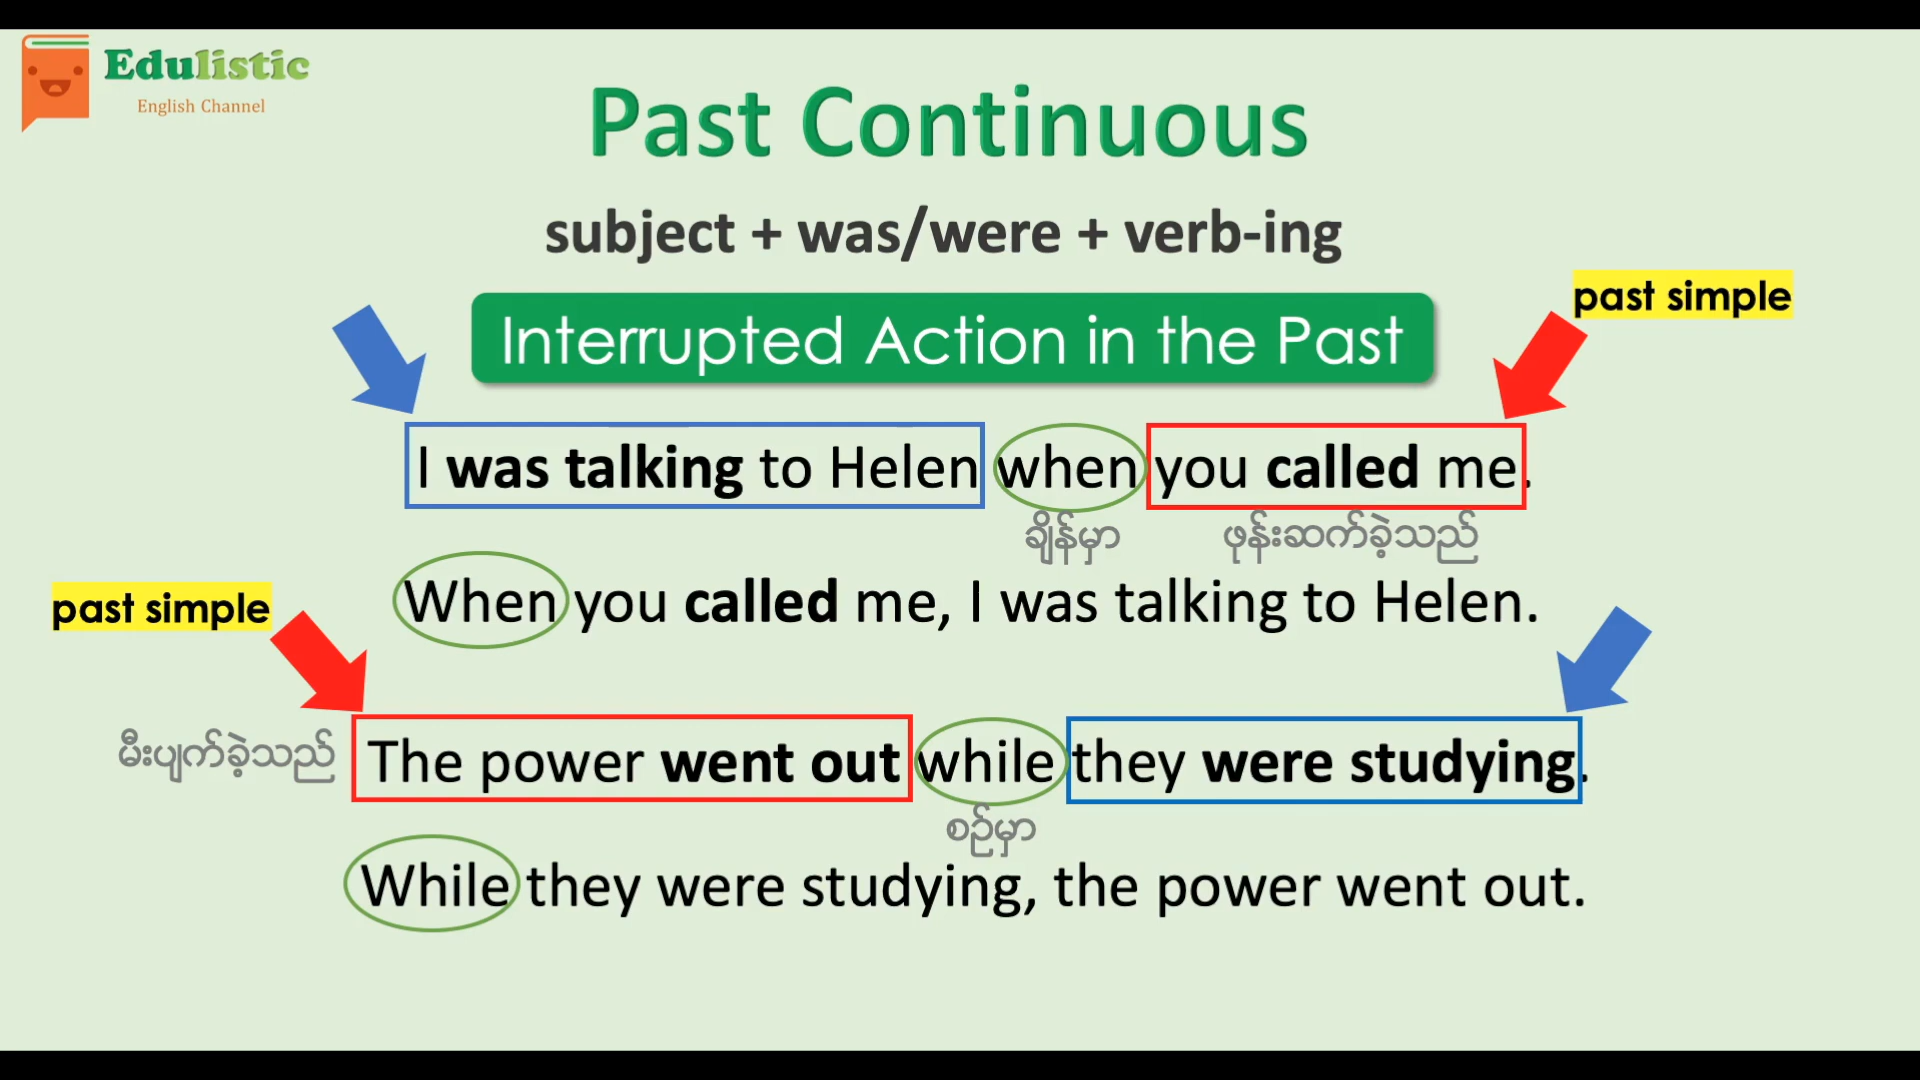 Edulistic
English Channel
Past Continuous
subject + was/were + verb-ing
past simple
Interrupted Action in the Past
I was talking to Helen when you called me.
ချိန်မှာ ဖုန်းဆက်ခဲ့သည်
When you called me, I was talking to Helen.
past simple
မီးပျက်ခဲ့သည် The power went out while they were studying.
စဉ်မှာ
While they were studying, the power went out.